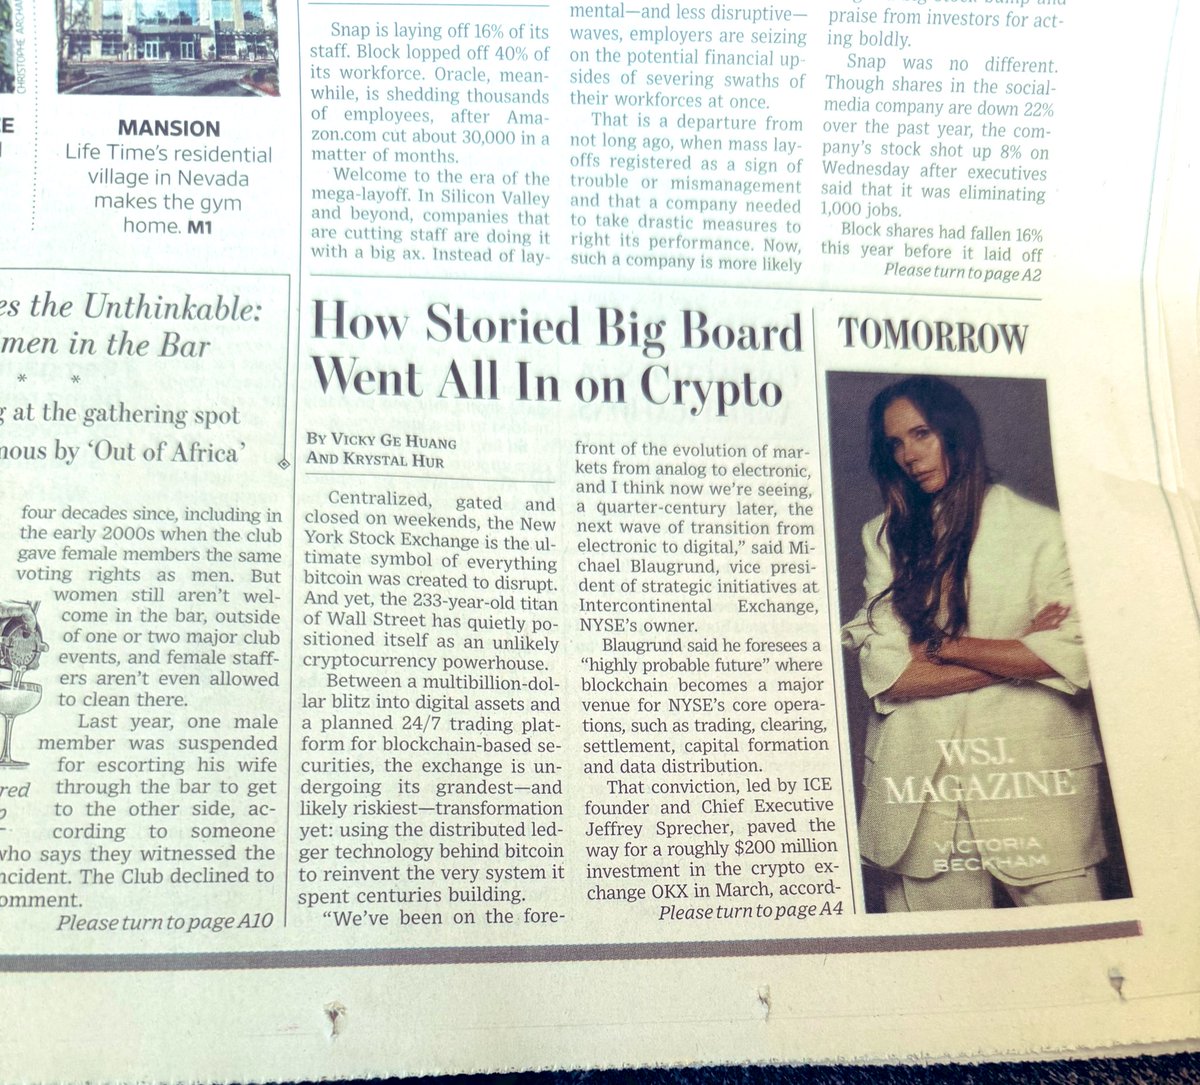 CHRISTOPHE ARCHAM
MANSION
Life Time's residential
village in Nevada
makes the gym
home. M1
Snap is laying off 16% of its
staff. Block lopped off 40% of
its workforce. Oracle, mean-
while, is shedding thousands
of employees, after Ama-
zon.com cut about 30,000 in a
matter of months.
Welcome to the era of the
mega-layoff. In Silicon Valley
and beyond, companies that
are cutting staff are doing it
with a big ax. Instead of lay-
mental—and less disruptive—
waves, employers are seizing
on the potential financial up-
sides of severing swaths of
their workforces at once.
That is a departure from
not long ago, when mass lay-
offs registered as a sign of
trouble or mismanagement
and that a company needed
to take drastic measures to
right its performance. Now,
such a company is more likely
praise from investors for act-
ing boldly.
Snap was no different.
Though shares in the social-
media company are down 22%
over the past year, the com-
pany's stock shot up 8% on
Wednesday after executives
said that it was eliminating
1,000 jobs.
Block shares had fallen 16%
this year before it laid off
Please turn to page A2
es the Unthinkable:
men in the Bar
* *
g at the gathering spot
nous by 'Out of Africa'
four decades since, including in
the early 2000s when the club
gave female members the same
voting rights as men. But
women still aren't wel-
come in the bar, outside
of one or two major club
events, and female staff-
ers aren't even allowed
to clean there.
Last year, one male
member was suspended
for escorting his wife
through the bar to get
to the other side, ac-
cording to someone
who says they witnessed the
ncident. The Club declined to
omment.
Please turn to page A10
red
How Storied Big Board
Went All In on Crypto
BY VICKY GE HUANG
AND KRYSTAL HUR
Centralized, gated and
closed on weekends, the New
York Stock Exchange is the ul-
timate symbol of everything
bitcoin was created to disrupt.
And yet, the 233-year-old titan
of Wall Street has quietly po-
sitioned itself as an unlikely
cryptocurrency powerhouse.
Between a multibillion-dol-
lar blitz into digital assets and
a planned 24/7 trading plat-
form for blockchain-based se-
curities, the exchange is un-
dergoing its grandest—and
likely riskiest—transformation
yet: using the distributed led-
ger technology behind bitcoin
to reinvent the very system it
spent centuries building.
"We've been on the fore-
front of the evolution of mar-
kets from analog to electronic,
and I think now we're seeing,
a quarter-century later, the
next wave of transition from
electronic to digital," said Mi-
chael Blaugrund, vice presi-
dent of strategic initiatives at
Intercontinental Exchange,
NYSE's owner.
Blaugrund said he foresees a
"highly probable future" where
blockchain becomes a major
venue for NYSE's core opera-
tions, such as trading, clearing,
settlement, capital formation
and data distribution.
That conviction, led by ICE
founder and Chief Executive
Jeffrey Sprecher, paved the
way for a roughly $200 million
investment in the crypto ex-
change OKX in March, accord-
Please turn to page A4
TOMORROW
WSJ.
MAGAZINE
VICTORIA
BECKHAM